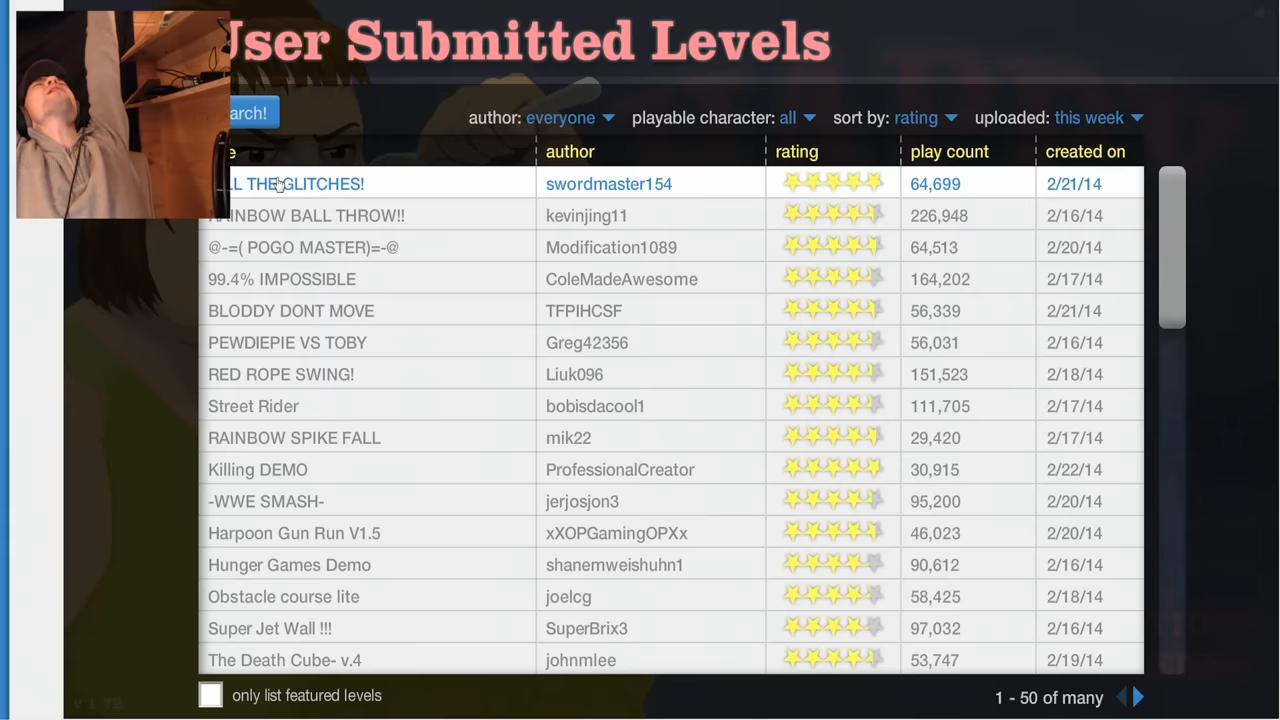 User Submitted Levels
arch!
author: everyone playable character: all sort by: rating uploaded: this week
e author rating play count created on
LL THE GLITCHES! swordmaster154 64,699 2/21/14
RAINBOW BALL THROW!! kevinjing11 226,948 2/16/14
@-=( POGO MASTER)=-@ Modification1089 64,513 2/20/14
99.4% IMPOSSIBLE ColeMadeAwesome 164,202 2/17/14
BLODDY DONT MOVE TFPIHCSF 56,339 2/21/14
PEWDIEPIE VS TOBY Greg42356 56,031 2/16/14
RED ROPE SWING! Liuk096 151,523 2/18/14
Street Rider bobisdacool1 111,705 2/17/14
RAINBOW SPIKE FALL mik22 29,420 2/17/14
Killing DEMO ProfessionalCreator 30,915 2/22/14
-WWE SMASH- jerjosjon3 95,200 2/20/14
Harpoon Gun Run V1.5 xXOPGamingOPXx 46,023 2/20/14
Hunger Games Demo shanemweishuhn1 90,612 2/16/14
Obstacle course lite joelcg 58,425 2/18/14
Super Jet Wall !!! SuperBrix3 97,032 2/16/14
The Death Cube- v.4 johnmlee 53,747 2/19/14
only list featured levels 1 - 50 of many